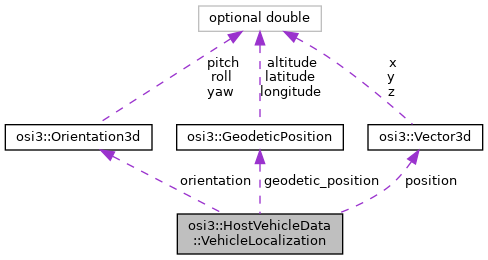 optional double
pitch
roll
yaw
altitude
latitude
longitude
x
y
z
osi3::Orientation3d
osi3::GeodeticPosition
osi3::Vector3d
orientation
geodetic_position
position
osi3::HostVehicleData
::VehicleLocalization